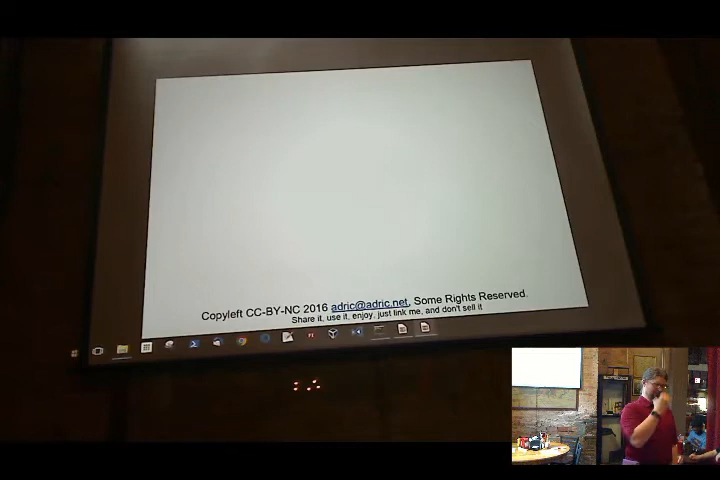 Copyleft CC-BY-NC 2016 adric@adric.net, Some Rights Reserved.
Share it, use it, enjoy, just link me, and don't sell it